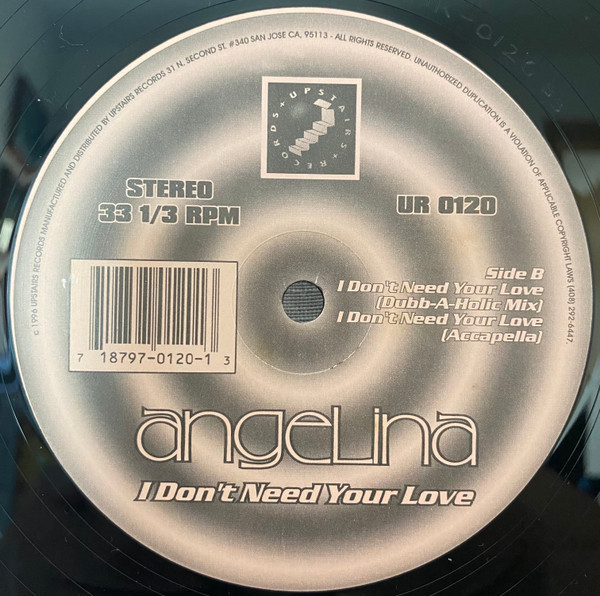 c 1996 UPSTAIRS RECORDS MANUFACTURED AND DISTRIBUTED BY UPSTAIRS RECORDS 31 N. SECOND ST. #340 SAN JOSE CA, 95113 - ALL RIGHTS RESERVED. UNAUTHORIZED DUPLICATION IS A VIOLATION OF APPLICABLE COPYRIGHT LAWS (408) 292-6447.
UPSTAIRS★RECORDS★
STEREO
33 1/3 RPM
UR 0120
Side B
I Don't Need Your Love
(Dubb-A-Holic Mix)
I Don't Need Your Love
(Accapella)
7 18797-0120-1 3
angeLina
I Don't Need Your Love